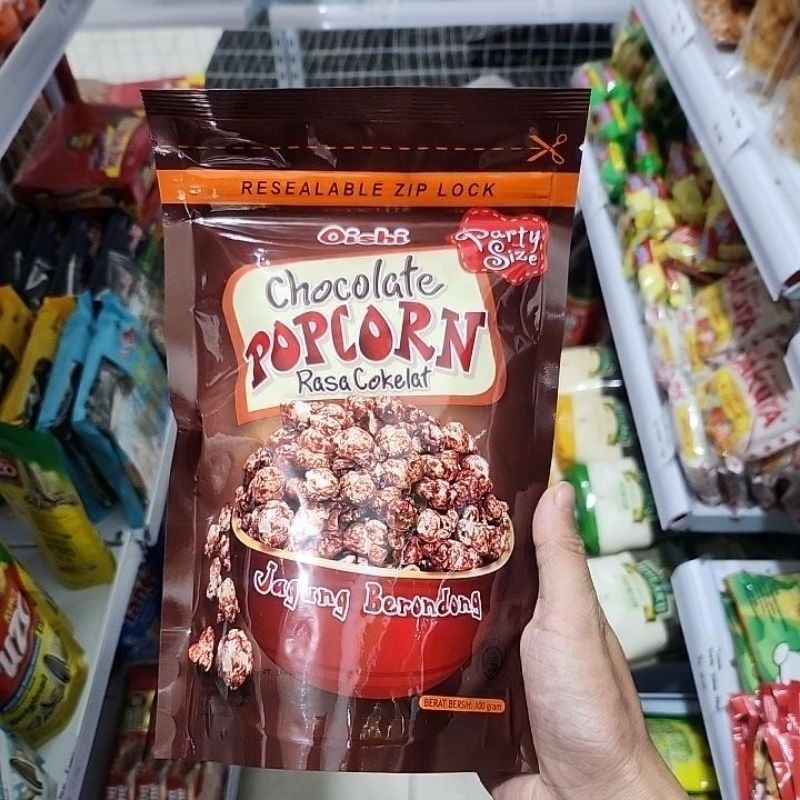 RESEALABLE ZIP LOCK
Oishi
Party
Size
Chocolate
POPCORN
Rasa Cokelat
Jagung Berondong
BERAT BERSIH: 100 gram